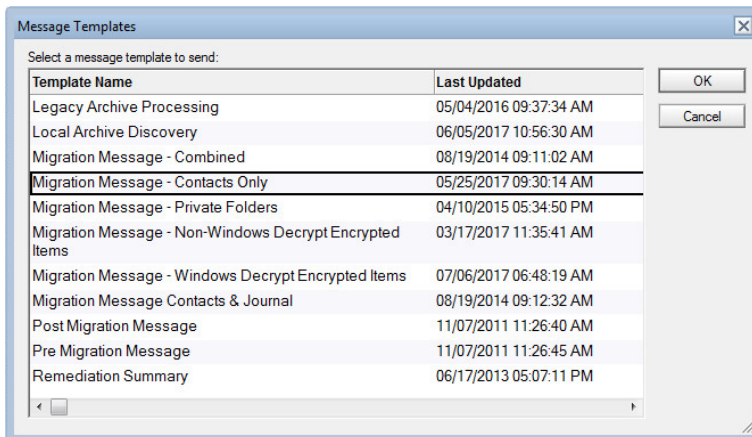 Message Templates
Select a message template to send:
Template Name Last Updated
OK
Legacy Archive Processing 05/04/2016 09:37:34 AM
Cancel
Local Archive Discovery 06/05/2017 10:56:30 AM
Migration Message - Combined 08/19/2014 09:11:02 AM
Migration Message - Contacts Only 05/25/2017 09:30:14 AM
Migration Message - Private Folders 04/10/2015 05:34:50 PM
Migration Message - Non-Windows Decrypt Encrypted 03/17/2017 11:35:41 AM
Items
Migration Message - Windows Decrypt Encrypted Items 07/06/2017 06:48:19 AM
Migration Message Contacts & Journal 08/19/2014 09:12:32 AM
Post Migration Message 11/07/2011 11:26:40 AM
Pre Migration Message 11/07/2011 11:26:45 AM
Remediation Summary 06/17/2013 05:07:11 PM